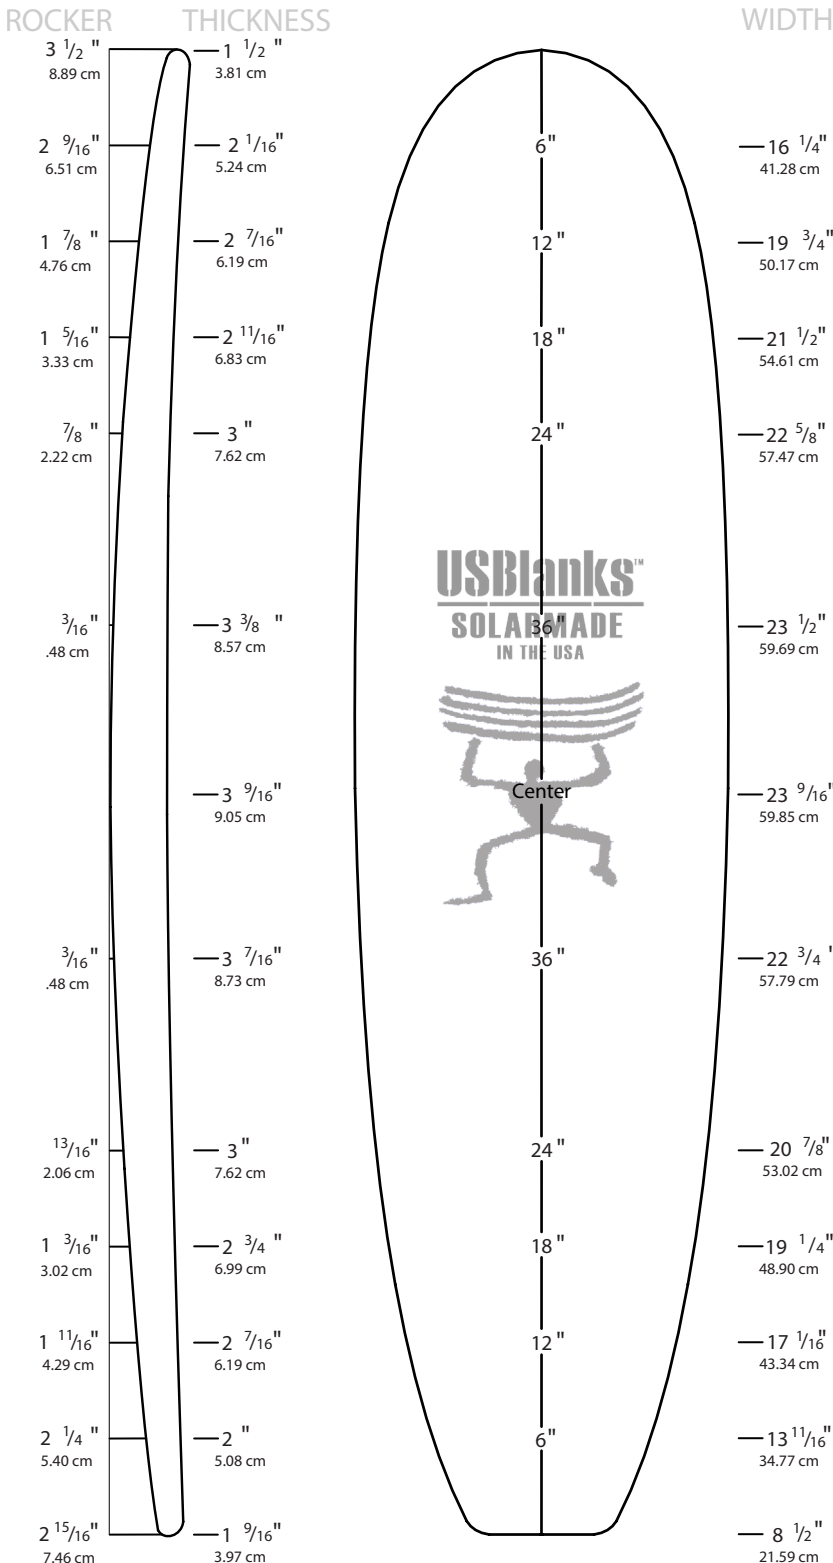 ROCKER THICKNESS WIDTH
3 1/2 " 1 1/2 "
8.89 cm 3.81 cm
2 9/16" 2 1/16" 6" 16 1/4"
6.51 cm 5.24 cm 41.28 cm
1 7/8 " 2 7/16" 12" 19 3/4"
4.76 cm 6.19 cm 50.17 cm
1 5/16" 2 11/16" 18" 21 1/2"
3.33 cm 6.83 cm 54.61 cm
7/8 " 3 " 24" 22 5/8"
2.22 cm 7.62 cm 57.47 cm
USBlanks™
3/16" 3 3/8 " SOLARMADE 36" 23 1/2"
.48 cm 8.57 cm IN THE USA 59.69 cm
3 9/16" Center 23 9/16"
9.05 cm 59.85 cm
3/16" 3 7/16" 36" 22 3/4 '
.48 cm 8.73 cm 57.79 cm
13/16" 3" 24" 20 7/8"
2.06 cm 7.62 cm 53.02 cm
1 3/16" 2 3/4 " 18" 19 1/4"
3.02 cm 6.99 cm 48.90 cm
1 11/16" 2 7/16" 12" 17 1/16"
4.29 cm 6.19 cm 43.34 cm
2 1/4 " 2 " 6" 13 11/16"
5.40 cm 5.08 cm 34.77 cm
2 15/16" 1 9/16" 8 1/2"
7.46 cm 3.97 cm 21.59 cm